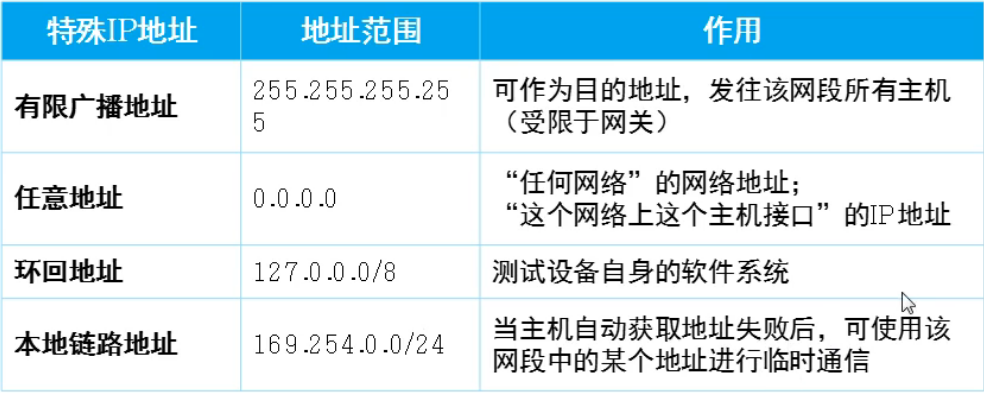 特殊IP地址 地址范围 作用
有限广播地址
255.255.255.25
5
可作为目的地址，发往该网段所有主机
（受限于网关）
任意地址
0.0.0.0
“任何网络”的网络地址；
“这个网络上这个主机接口”的IP地址
环回地址 127.0.0.0/8 测试设备自身的软件系统
本地链路地址
169.254.0.0/24
当主机自动获取地址失败后，可使用该
网段中的某个地址进行临时通信